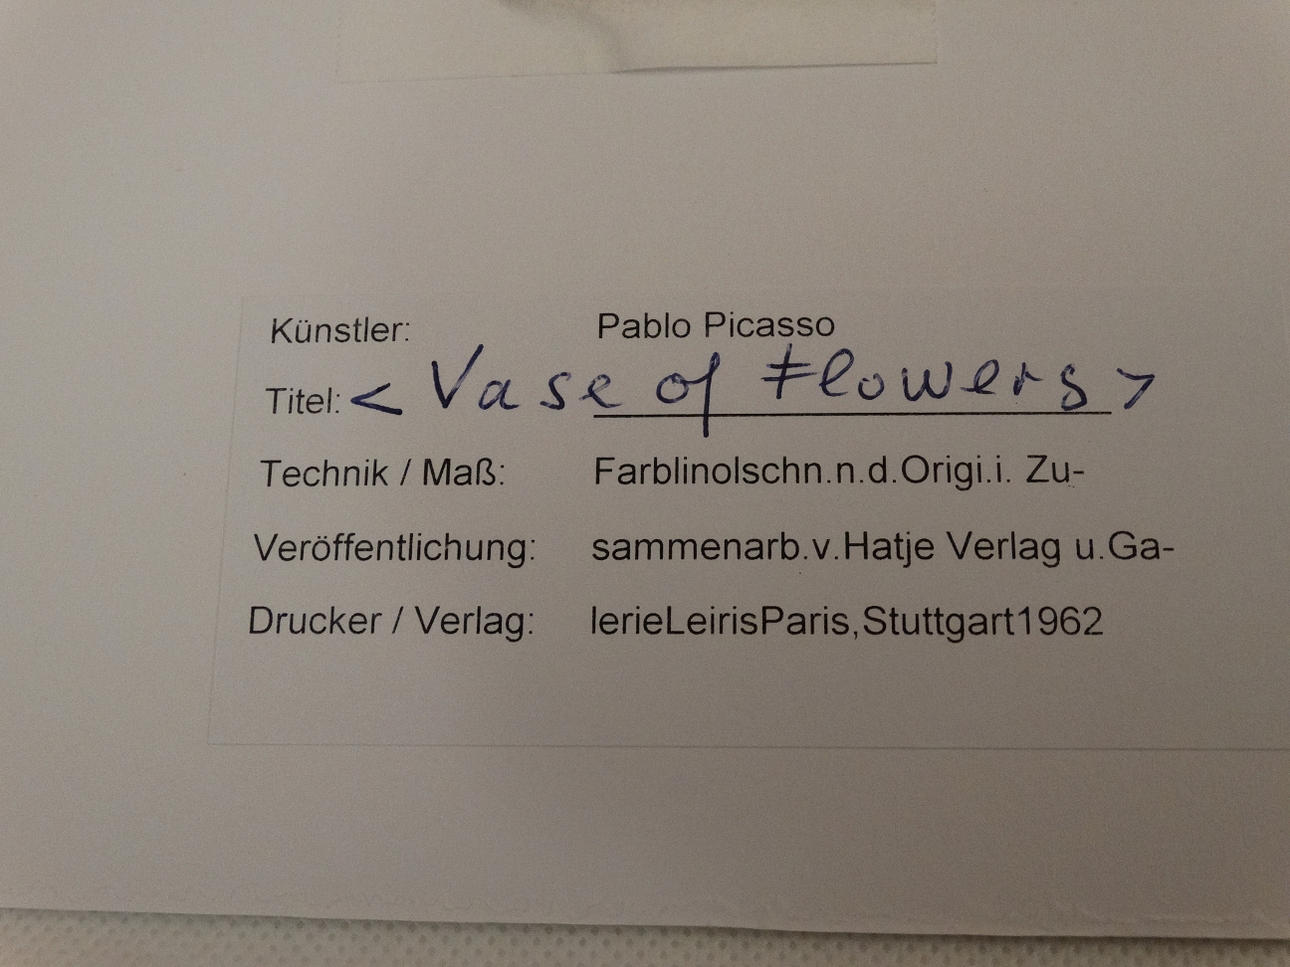 Künstler: Pablo Picasso
Titel: < Vase of Flowers >
Technik / Maß: Farblinolschn.n.d.Origi.i. Zu-
Veröffentlichung: sammenarb.v.Hatje Verlag u.Ga-
Drucker / Verlag: lerieLeirisParis,Stuttgart1962